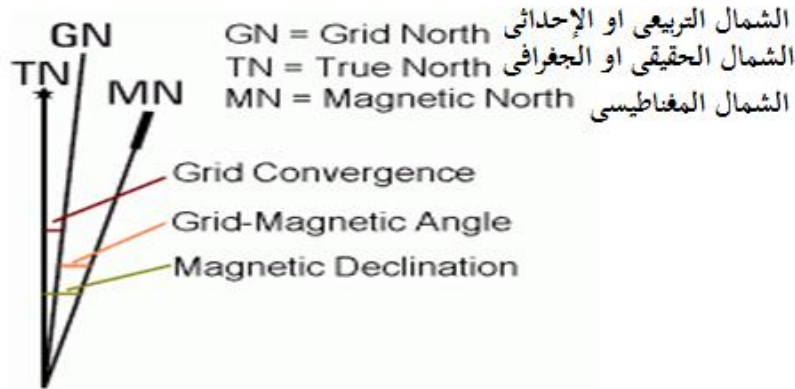 GN
TN
MN
GN = Grid North الشمال التربيعى او الإحداثى
TN = True North الشمال الحقيقى او الجغرافى
MN = Magnetic North الشمال المغناطيسى
Grid Convergence
Grid-Magnetic Angle
Magnetic Declination